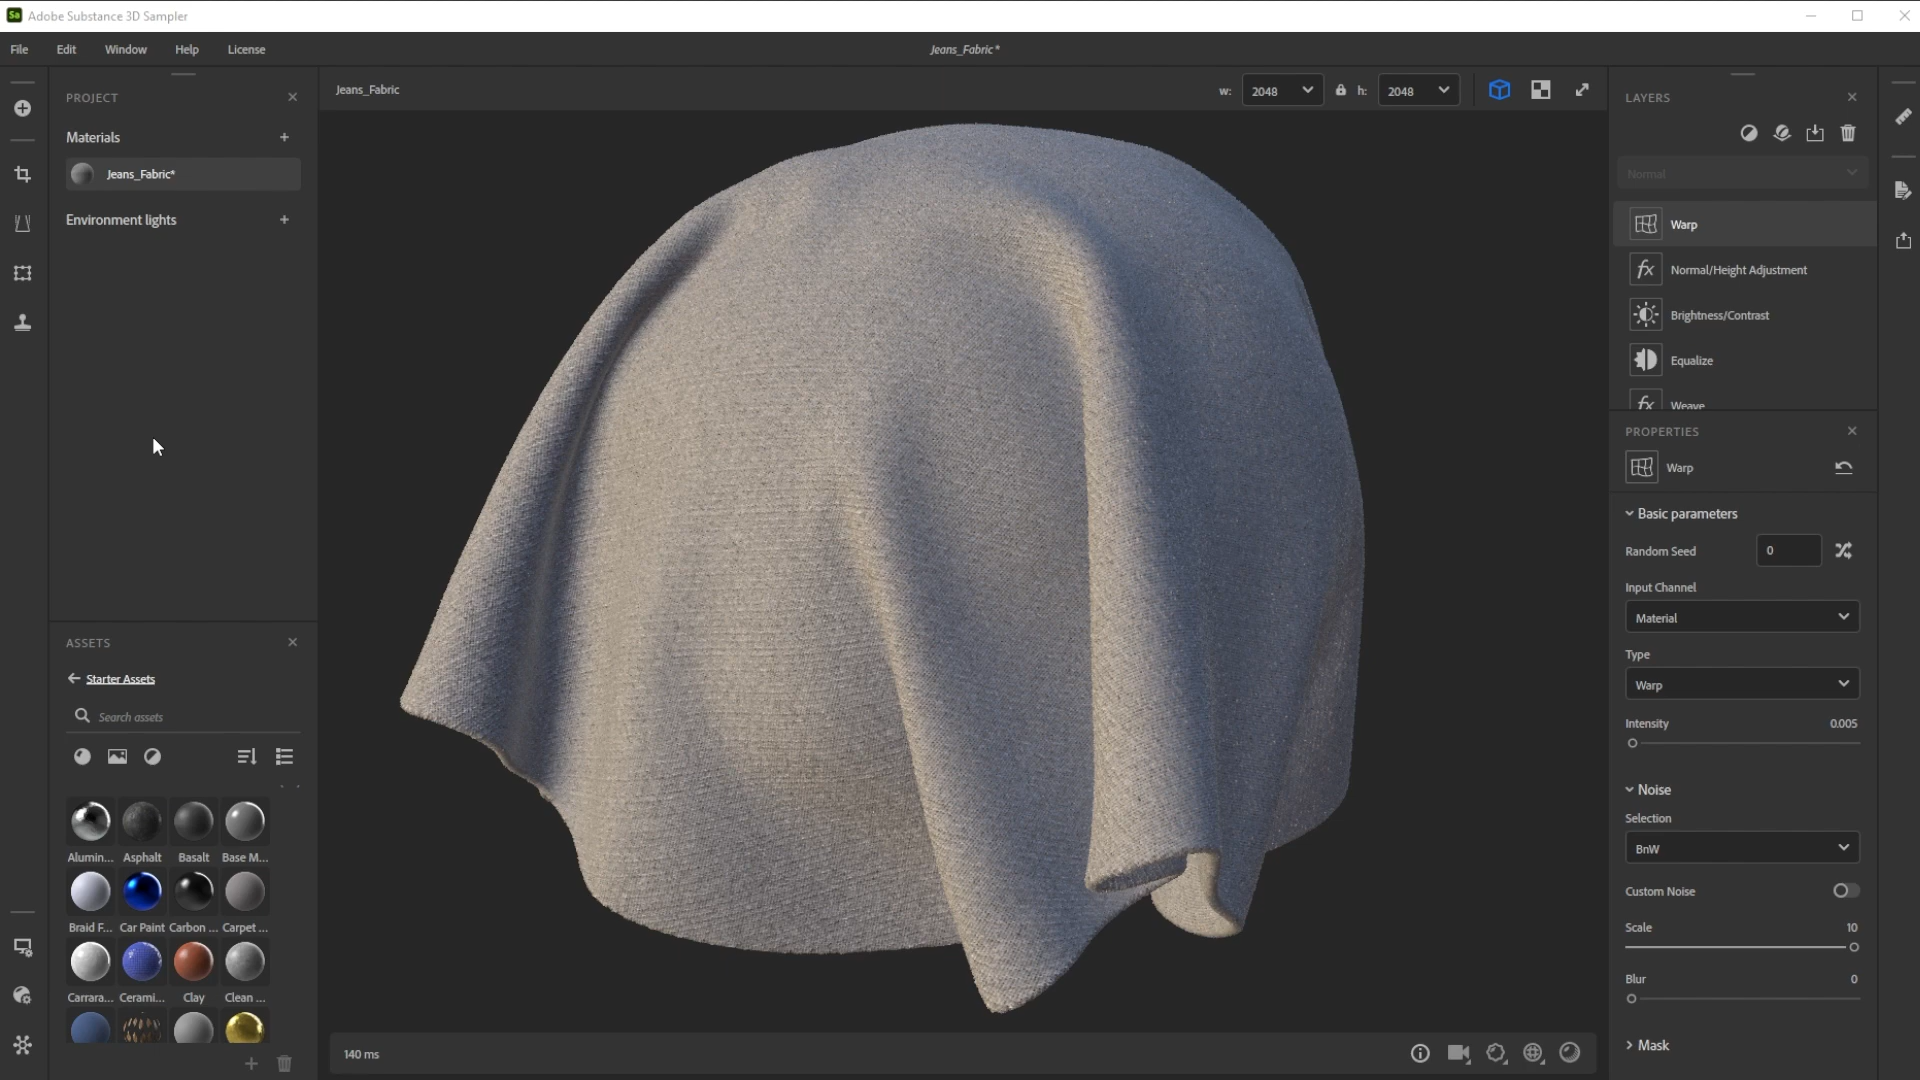 Sa Adobe Substance 3D Sampler
File Edit Window Help License
Jeans_Fabric*
PROJECT
Materials
Jeans_Fabric*
Environment lights
ASSETS
Starter Assets
Search assets
Alumin... Asphalt Basalt Base M...
Braid F... Car Paint Carbon ... Carpet ...
Carrara... Cerami... Clay Clean ...
Jeans_Fabric
w: 2048 h: 2048
140 ms
LAYERS
Normal
Warp
Normal/Height Adjustment
Brightness/Contrast
Equalize
Weave
PROPERTIES
Warp
Basic parameters
Random Seed 0
Input Channel
Material
Type
Warp
Intensity 0.005
Noise
Selection
BnW
Custom Noise
Scale 10
Blur 0
Mask